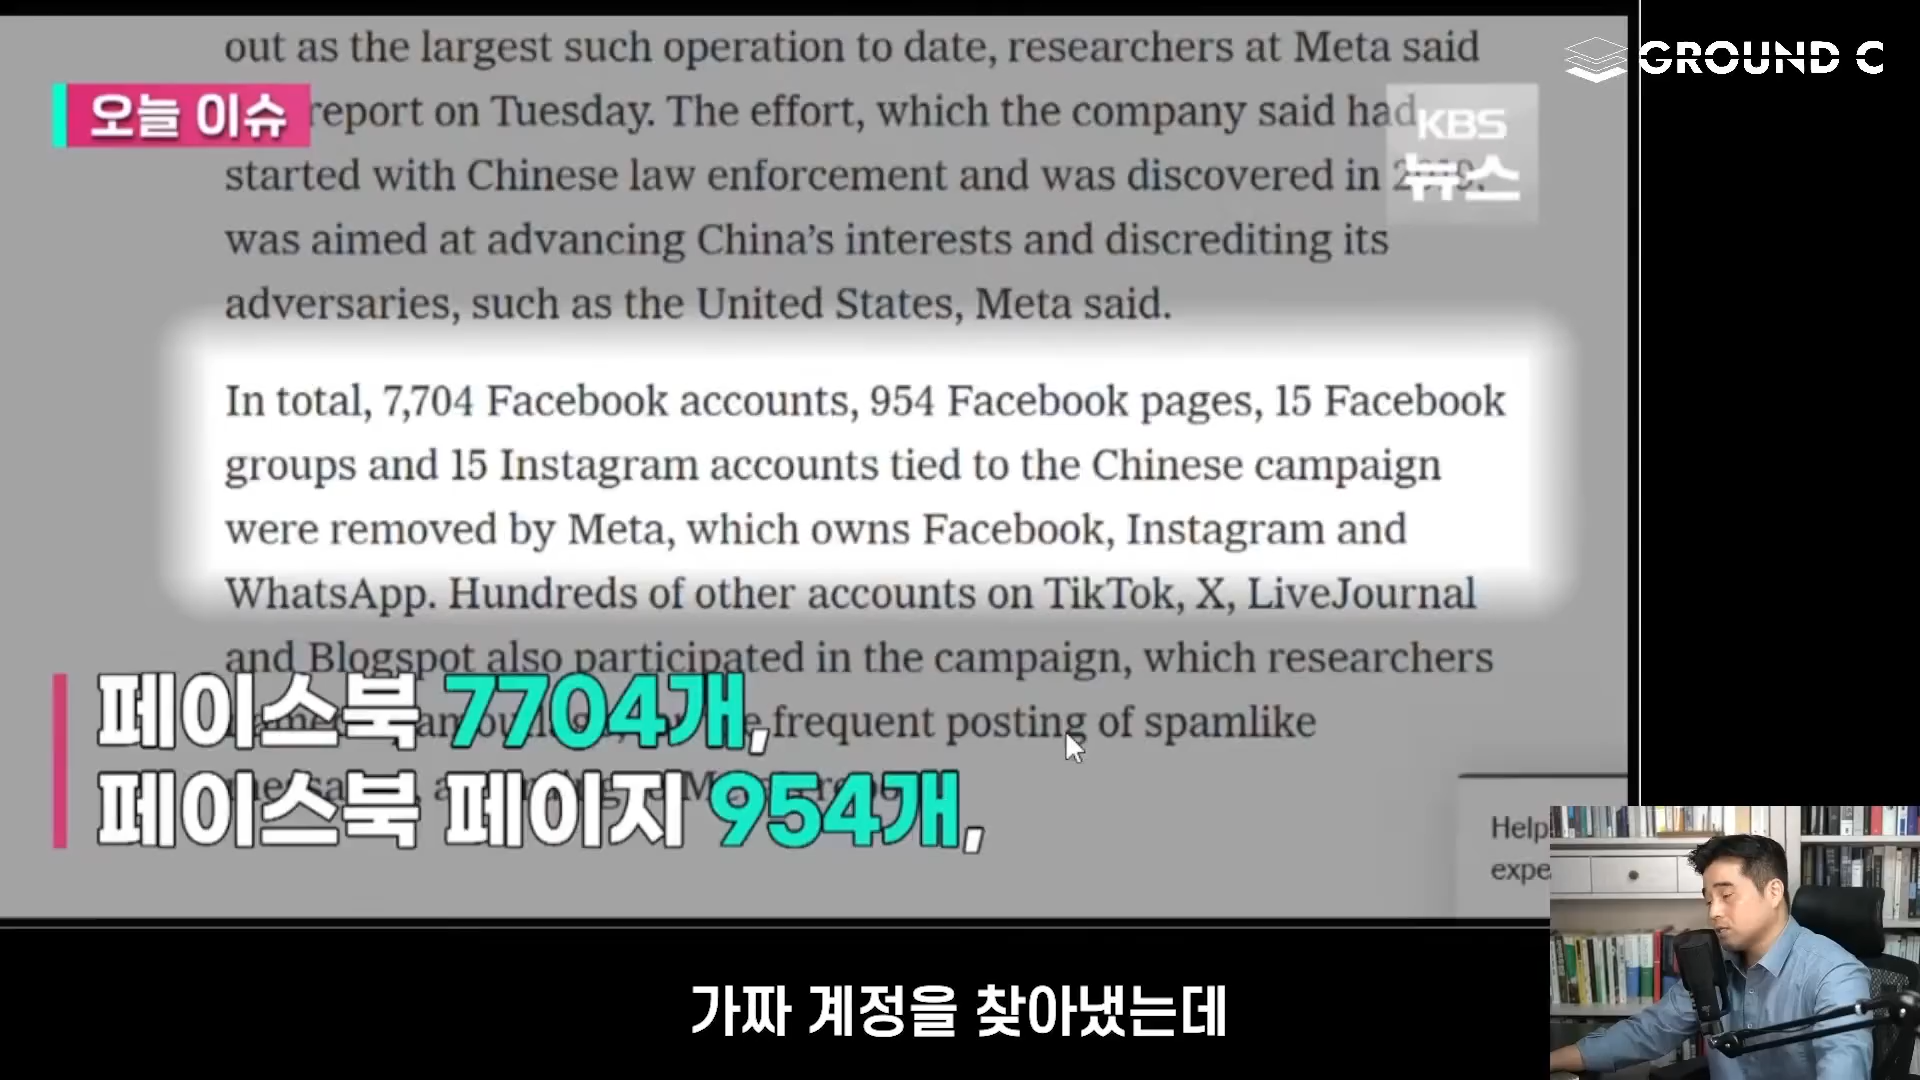 out as the largest such operation to date, researchers at Meta said
GROUND C
오늘 이슈
report on Tuesday. The effort, which the company said had
KBS
뉴스
started with Chinese law enforcement and was discovered in
was aimed at advancing China's interests and discrediting its
adversaries, such as the United States, Meta said.
In total, 7,704 Facebook accounts, 954 Facebook pages, 15 Facebook
groups and 15 Instagram accounts tied to the Chinese campaign
were removed by Meta, which owns Facebook, Instagram and
WhatsApp. Hundreds of other accounts on TikTok, X, LiveJournal
and Blogspot also participated in the campaign, which researchers
frequent posting of spamlike
페이스북 7704개,
페이스북 페이지 954개,
Help
가짜 계정을 찾아냈는데